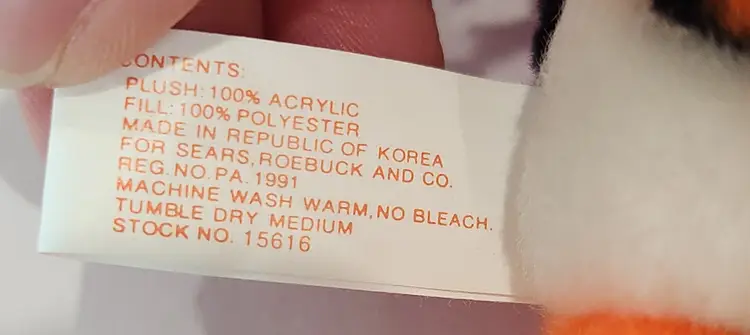 CONTENTS:
PLUSH: 100% ACRYLIC
FILL: 100% POLYESTER
MADE IN REPUBLIC OF KOREA
FOR SEARS, ROEBUCK AND CO.
REG. NO. PA. 1991
MACHINE WASH WARM, NO BLEACH.
TUMBLE DRY MEDIUM
STOCK NO. 15616